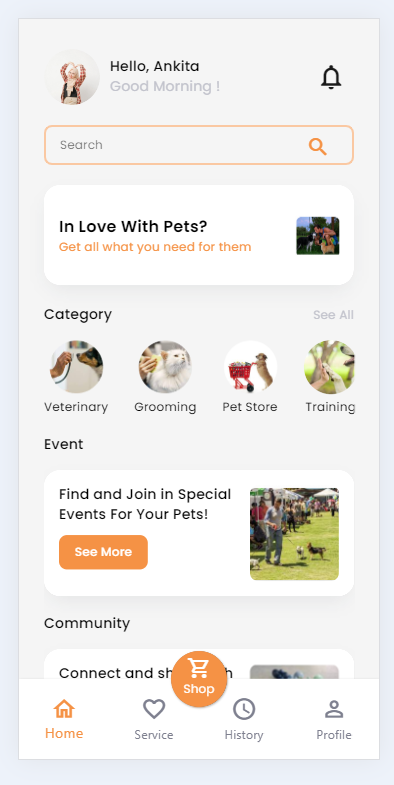 Hello, Ankita
Good Morning !
Search
In Love With Pets?
Get all what you need for them
Category
See All
Veterinary
Grooming
Pet Store
Training
Event
Find and Join in Special
Events For Your Pets!
See More
Community
Connect and
Shop
Home
Service
History
Profile